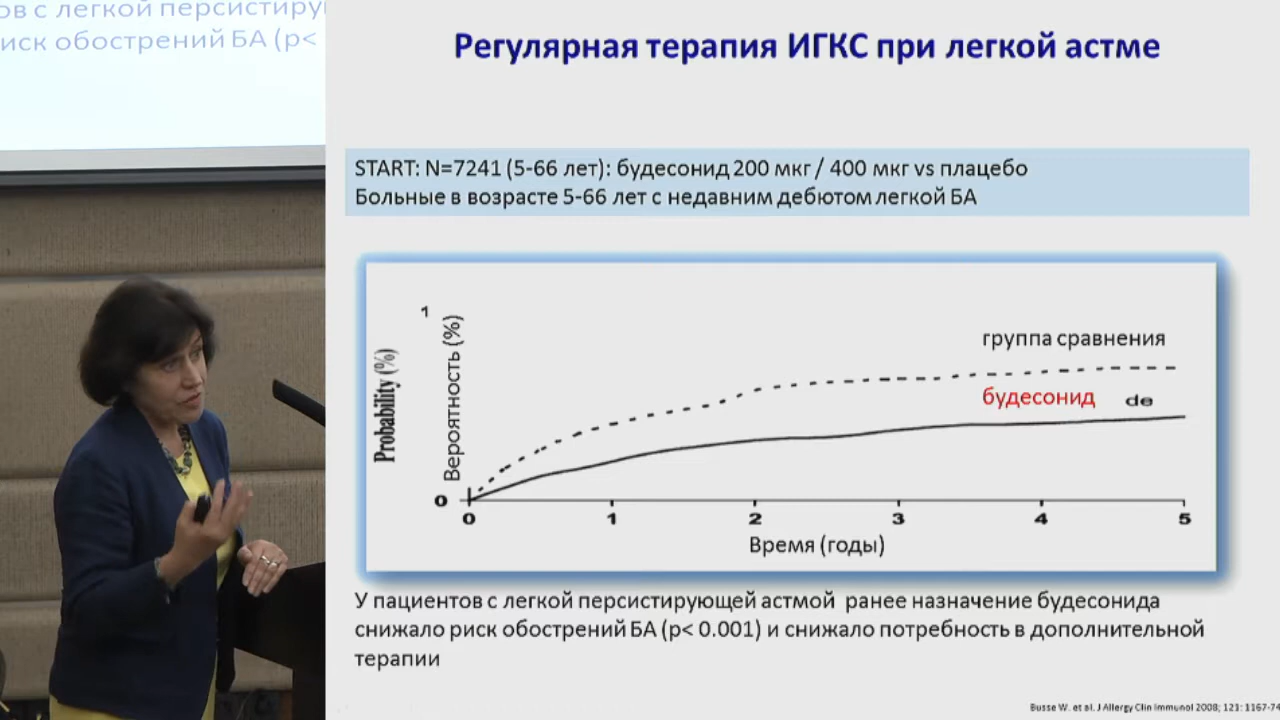 ов с легкой персистирую
иск обострений БА (р<
Регулярная терапия ИГКС при легкой астме
START: N=7241 (5-66 лет): будесонид 200 мкг / 400 мкг vs плацебо
Больные в возрасте 5-66 лет с недавним дебютом легкой БА
1
Probability (%)
Вероятность (%)
группа сравнения
будесонид de
0
0 1 2 3 4 5
Время (годы)
У пациентов с легкой персистирующей астмой ранее назначение будесонида
снижало риск обострений БА (р< 0.001) и снижало потребность в дополнительной
терапии
Busse W. et al. J Allergy Clin Immunol 2008; 121: 1167-74